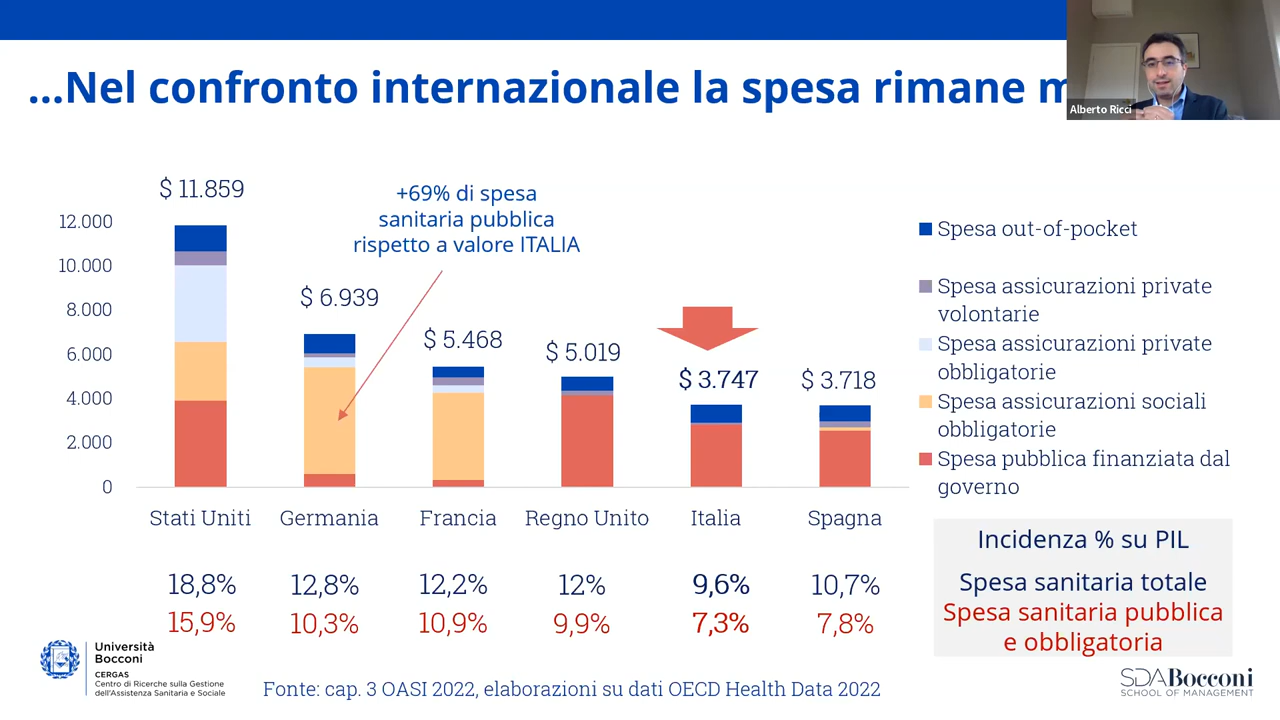 ...Nel confronto internazionale la spesa rimane
Alberto Ricci
$ 11.859
+69% di spesa
sanitaria pubblica
rispetto a valore ITALIA
$ 6.939
$ 5.468
$ 5.019
$ 3.747
$ 3.718
12.000
10.000
8.000
6.000
4.000
2.000
0
Spesa out-of-pocket
Spesa assicurazioni private
volontarie
Spesa assicurazioni private
obbligatorie
Spesa assicurazioni sociali
obbligatorie
Spesa pubblica finanziata dal
governo
Stati Uniti Germania Francia Regno Unito Italia Spagna
18,8% 12,8% 12,2% 12% 9,6% 10,7%
15,9% 10,3% 10,9% 9,9% 7,3% 7,8%
Incidenza % su PIL
Spesa sanitaria totale
Spesa sanitaria pubblica
e obbligatoria
Università
Bocconi
CERGAS
Centro di Ricerche sulla Gestione
dell'Assistenza Sanitaria e Sociale
Fonte: cap. 3 OASI 2022, elaborazioni su dati OECD Health Data 2022
SDA Bocconi
SCHOOL OF MANAGEMENT